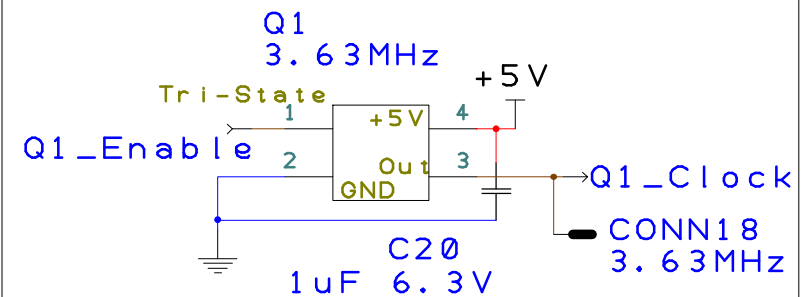 Q1
3.63MHz
+5V
Tri-State
1
+5V
4
Q1_Enable
2
Out
3
GND
Q1_Clock
CONN18
3.63MHz
C20
1uF 6.3V